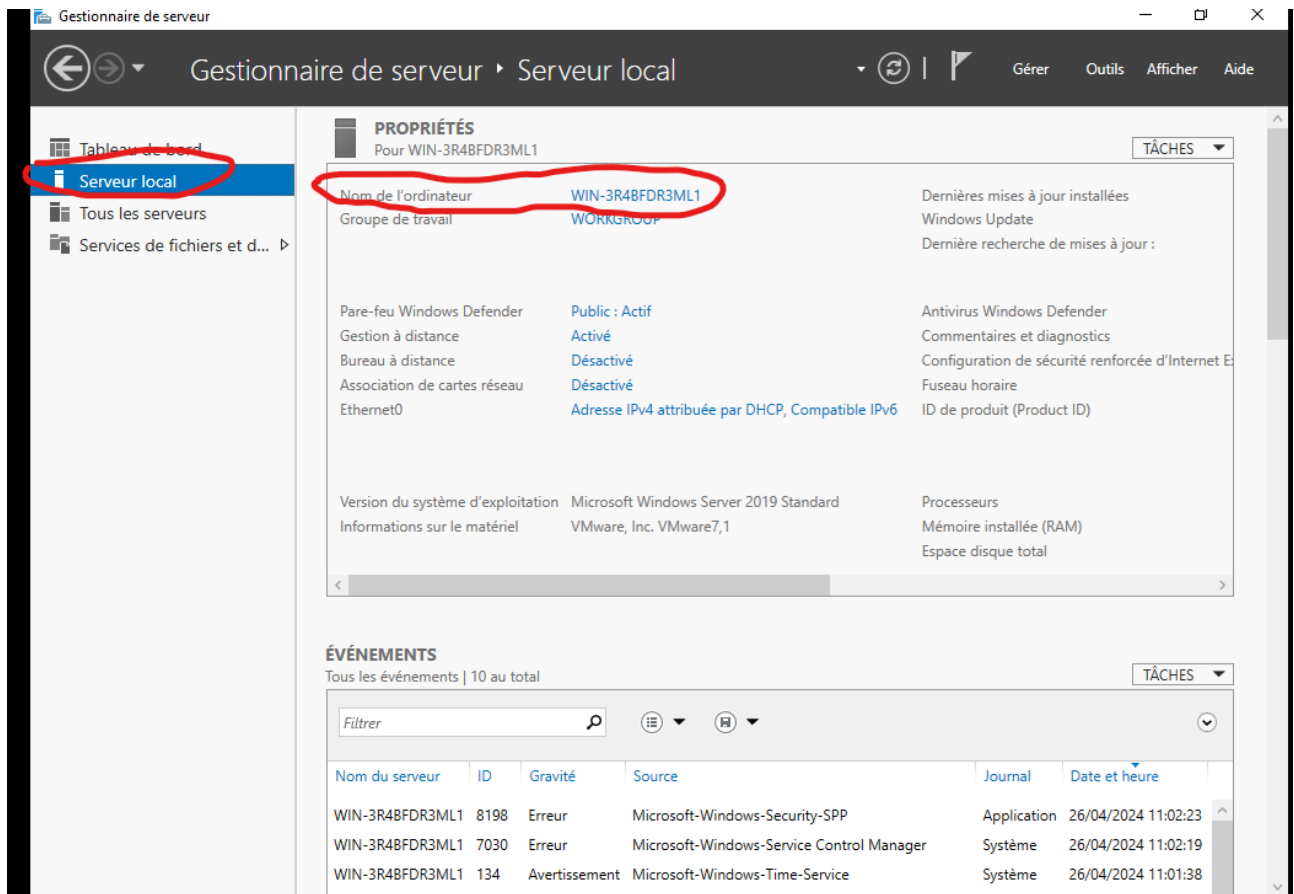 Gestionnaire de serveur
Gestionnaire de serveur ‣ Serveur local
Gérer Outils Afficher Aide
Tableau de bord
Serveur local
Tous les serveurs
Services de fichiers et d...
PROPRIÉTÉS
Pour WIN-3R4BFDR3ML1
TÂCHES
Nom de l'ordinateur WIN-3R4BFDR3ML1 Dernières mises à jour installées
Groupe de travail WORKGROUP Windows Update
Dernière recherche de mises à jour :
Pare-feu Windows Defender Public : Actif Antivirus Windows Defender
Gestion à distance Activé Commentaires et diagnostics
Bureau à distance Désactivé Configuration de sécurité renforcée d'Internet E
Association de cartes réseau Désactivé Fuseau horaire
Ethernet0 Adresse IPv4 attribuée par DHCP, Compatible IPv6 ID de produit (Product ID)
Version du système d'exploitation Microsoft Windows Server 2019 Standard Processeurs
Informations sur le matériel VMware, Inc. VMware7,1 Mémoire installée (RAM)
Espace disque total
ÉVÉNEMENTS
Tous les événements | 10 au total
TÂCHES
Filtrer
Nom du serveur ID Gravité Source Journal Date et heure
WIN-3R4BFDR3ML1 8198 Erreur Microsoft-Windows-Security-SPP Application 26/04/2024 11:02:23
WIN-3R4BFDR3ML1 7030 Erreur Microsoft-Windows-Service Control Manager Système 26/04/2024 11:02:19
WIN-3R4BFDR3ML1 134 Avertissement Microsoft-Windows-Time-Service Système 26/04/2024 11:01:38